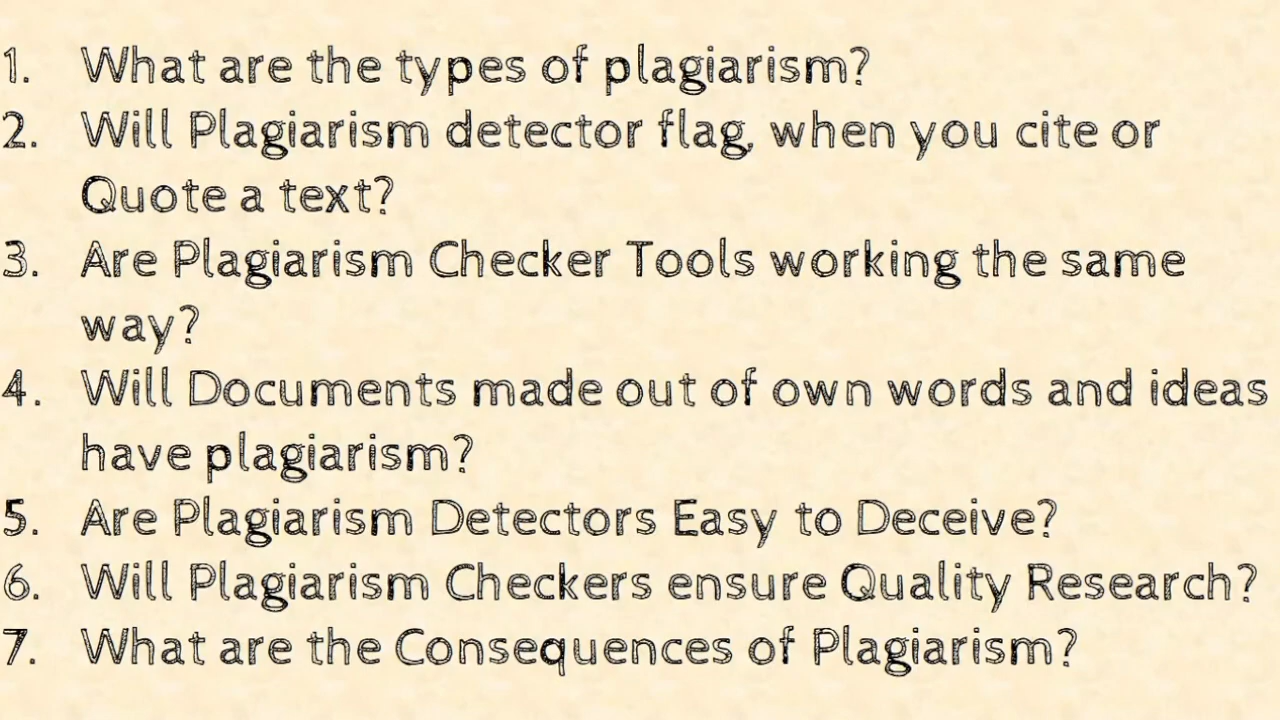 1. What are the types of plagiarism?
2. Will Plagiarism detector flag, when you cite or
Quote a text?
3. Are Plagiarism Checker Tools working the same
way?
4. Will Documents made out of own words and ideas
have plagiarism?
5. Are Plagiarism Detectors Easy to Deceive?
6. Will Plagiarism Checkers ensure Quality Research?
7. What are the Consequences of Plagiarism?